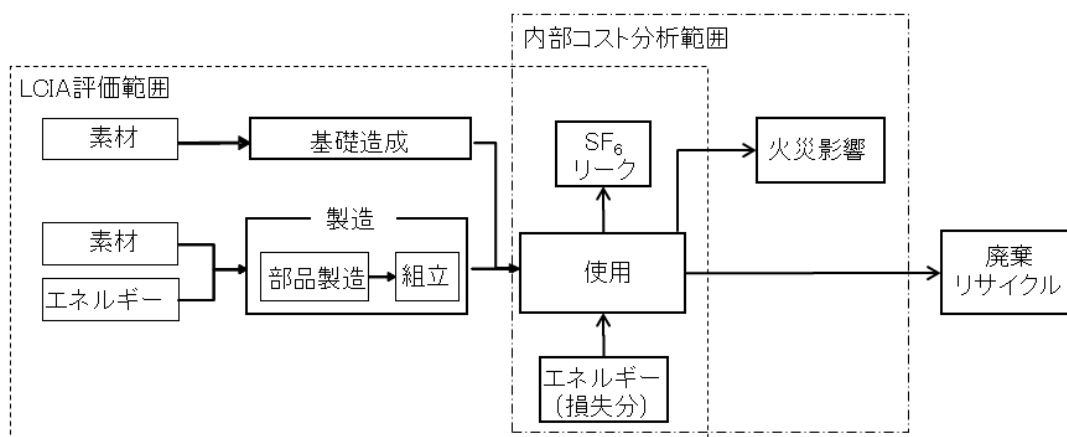 内部コスト分析範囲
LCIA評価範囲
素材
基礎造成
SF6
リーク
火災影響
素材
エネルギー
製造
部品製造
組立
使用
廃棄
リサイクル
エネルギー
(損失分)